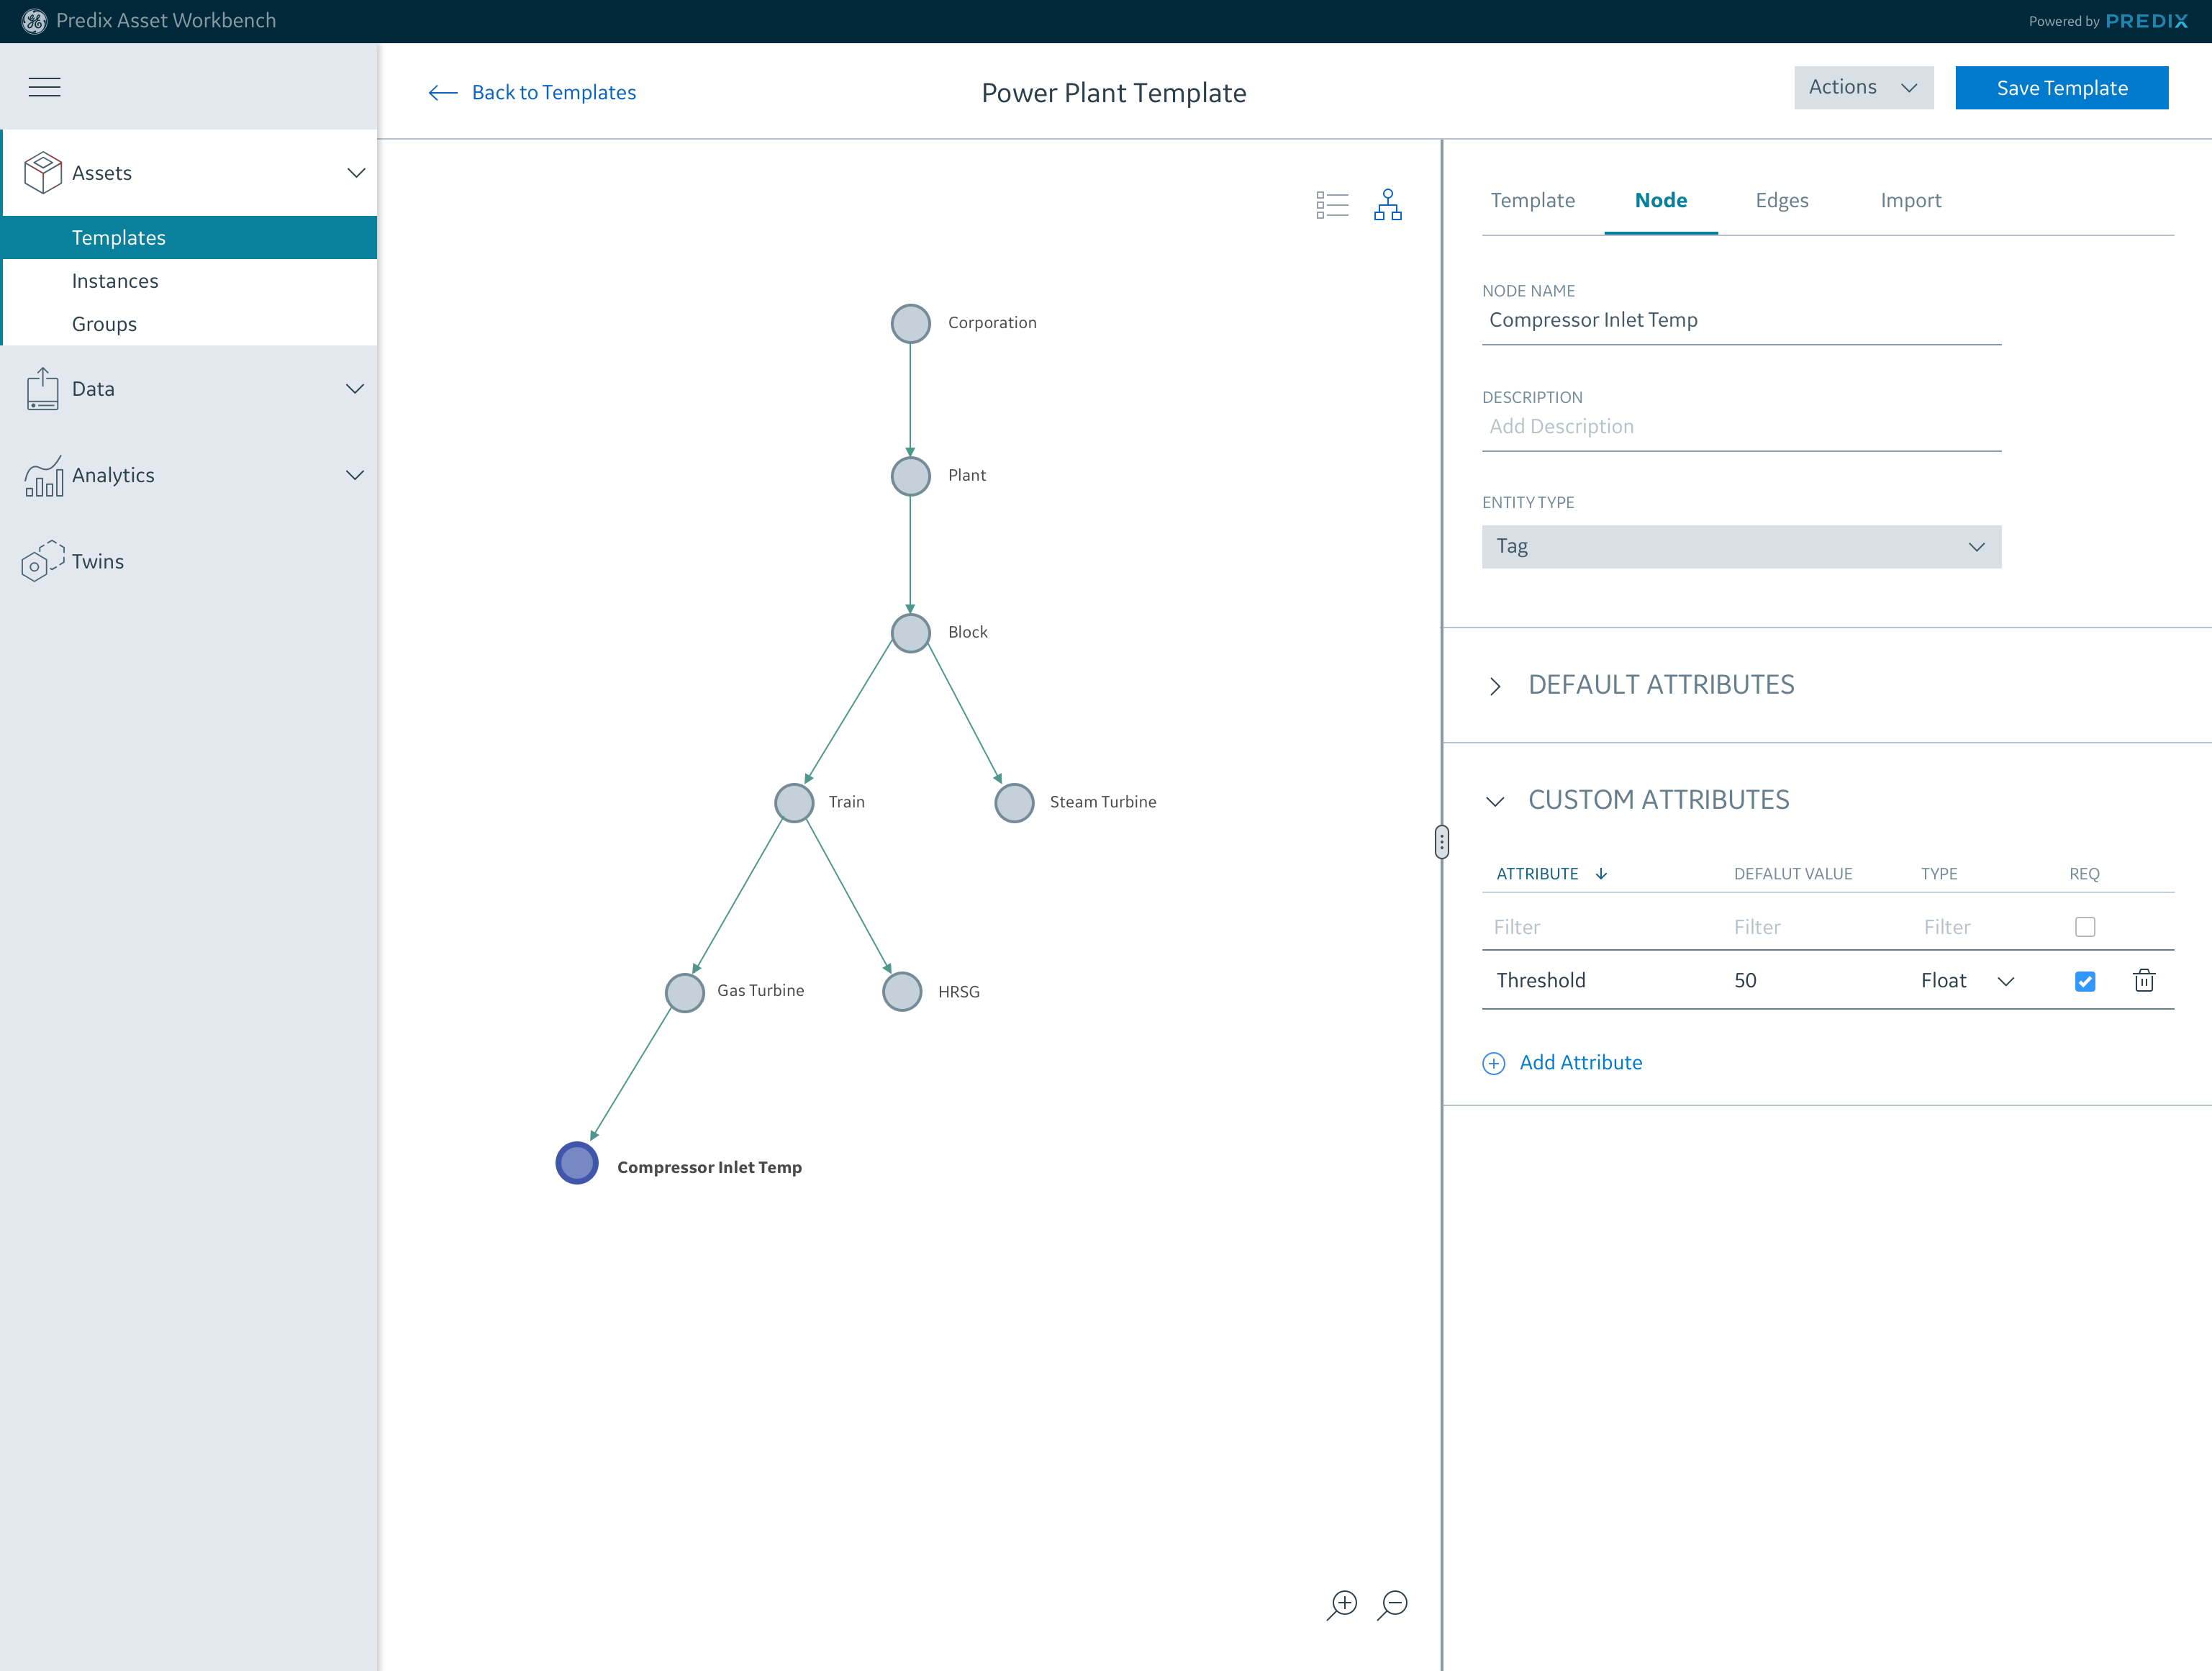 Predix Asset Workbench
Powered by PREDIX
Back to Templates
Power Plant Template
Actions
Save Template
Assets
Templates
Instances
Groups
Data
Analytics
Twins
Corporation
Plant
Block
Train
Steam Turbine
Gas Turbine
HRSG
Compressor Inlet Temp
Template Node Edges Import
NODE NAME
Compressor Inlet Temp
DESCRIPTION
Add Description
ENTITY TYPE
Tag
DEFAULT ATTRIBUTES
CUSTOM ATTRIBUTES
ATTRIBUTE DEFALUT VALUE TYPE REQ
Filter Filter Filter
Threshold 50 Float
Add Attribute